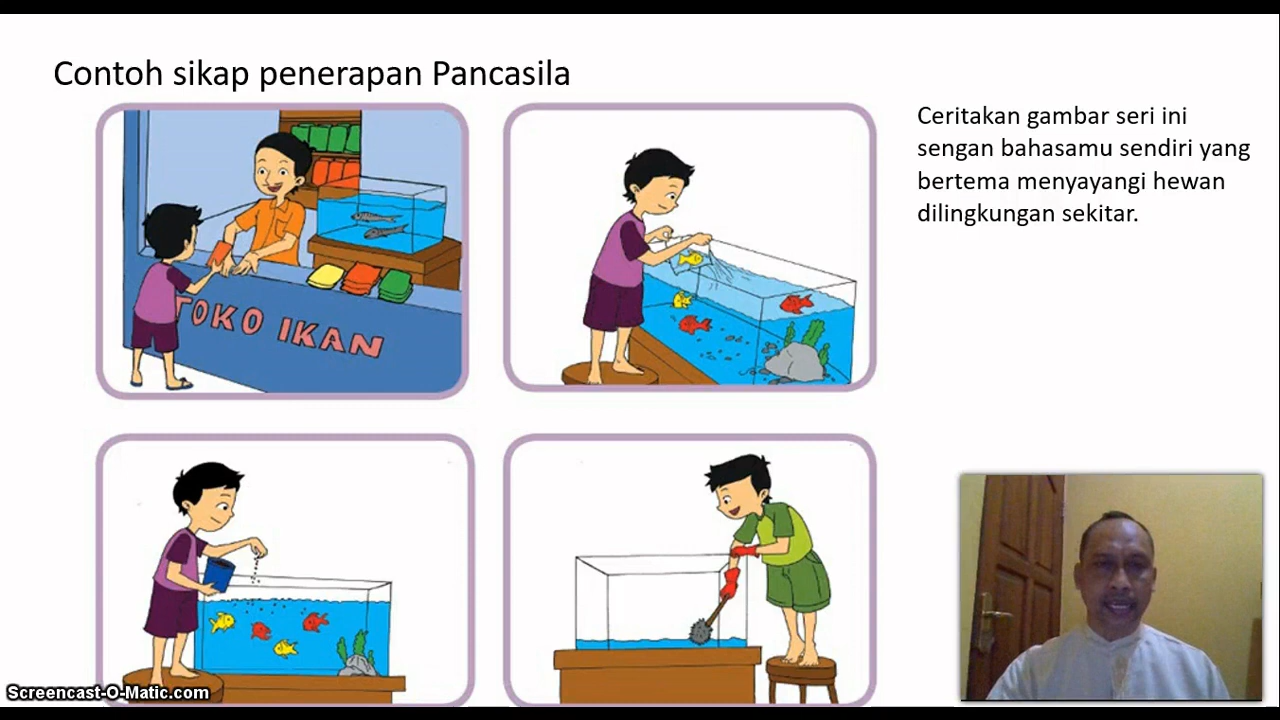 Contoh sikap penerapan Pancasila
Ceritakan gambar seri ini
sengan bahasamu sendiri yang
bertema menyayangi hewan
dilingkungan sekitar.
TOKO IKAN
Screencast-O-Matic.com